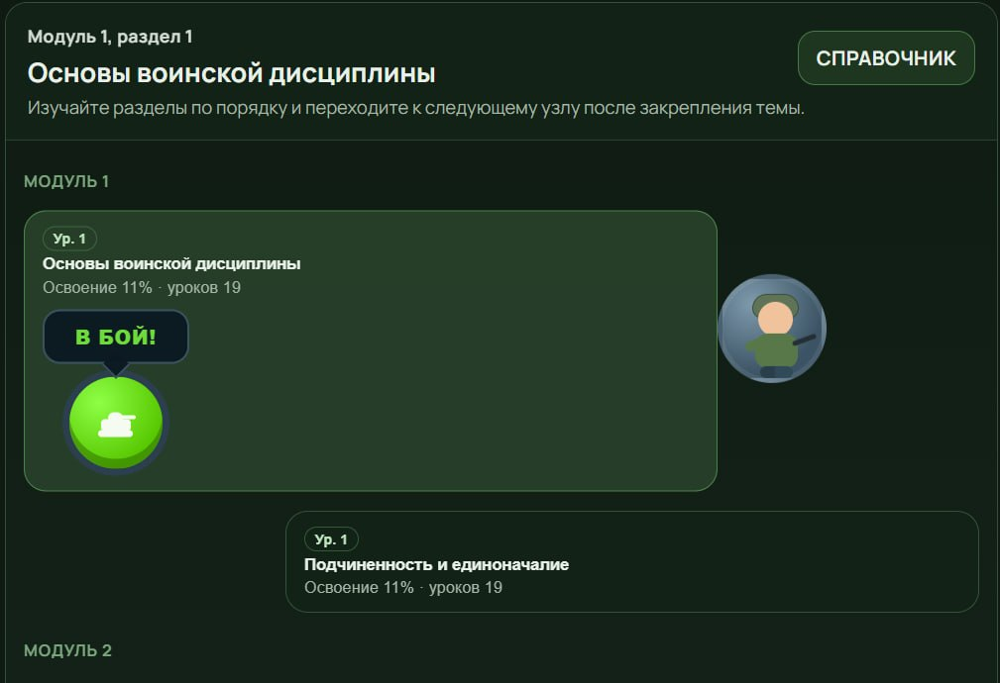 Модуль 1, раздел 1
Основы воинской дисциплины
СПРАВОЧНИК
Изучайте разделы по порядку и переходите к следующему узлу после закрепления темы.
МОДУЛЬ 1
Ур. 1
Основы воинской дисциплины
Освоение 11% · уроков 19
В БОЙ!
Ур. 1
Подчиненность и единоначалие
Освоение 11% · уроков 19
МОДУЛЬ 2